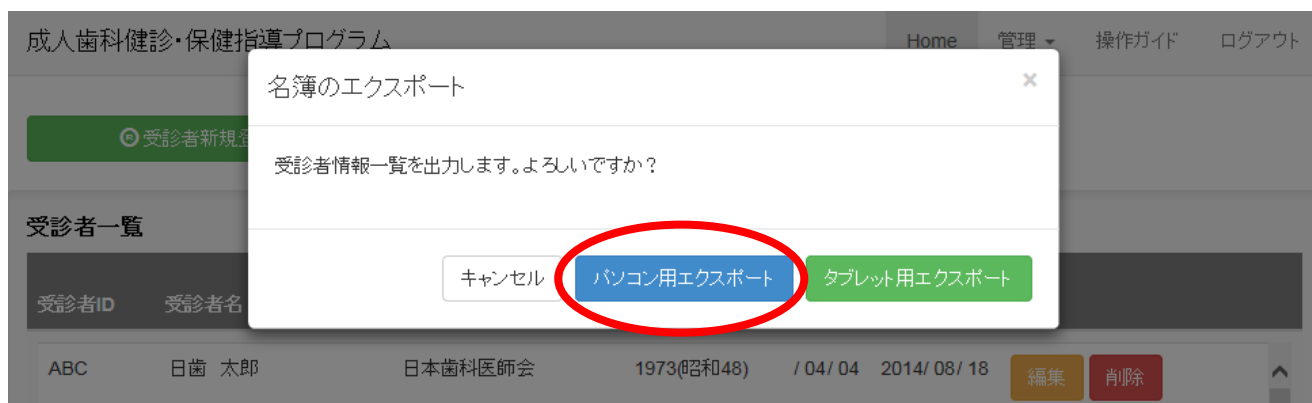 成人歯科健診・保健指導プログラム Home 管理 操作ガイド ログアウト
名簿のエクスポート ×
受診者新規登
受診者情報一覧を出力します。よろしいですか？
受診者一覧
キャンセル パソコン用エクスポート タブレット用エクスポート
受診者ID 受診者名
ABC 日歯 太郎 日本歯科医師会 1973(昭和48) / 04/ 04 2014/ 08/ 18 編集 削除